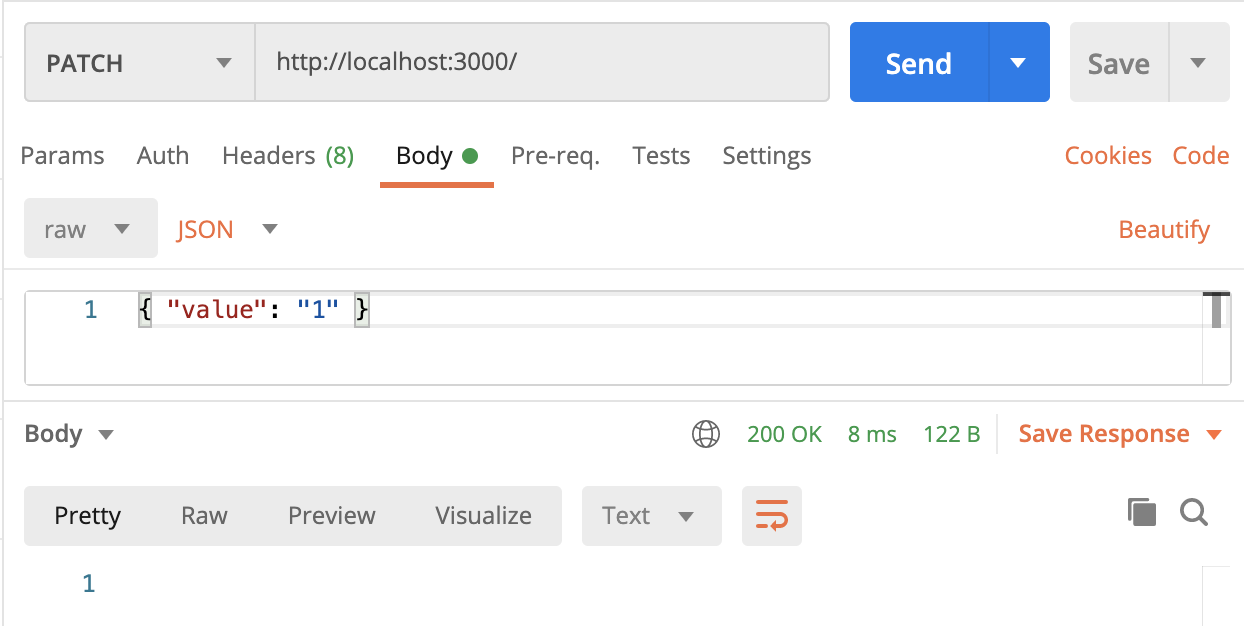 PATCH http://localhost:3000/ Send Save
Params Auth Headers (8) Body Pre-req. Tests Settings Cookies Code
raw JSON Beautify
1 { "value": "1" }
Body 200 OK 8 ms 122 B Save Response
Pretty Raw Preview Visualize Text
1